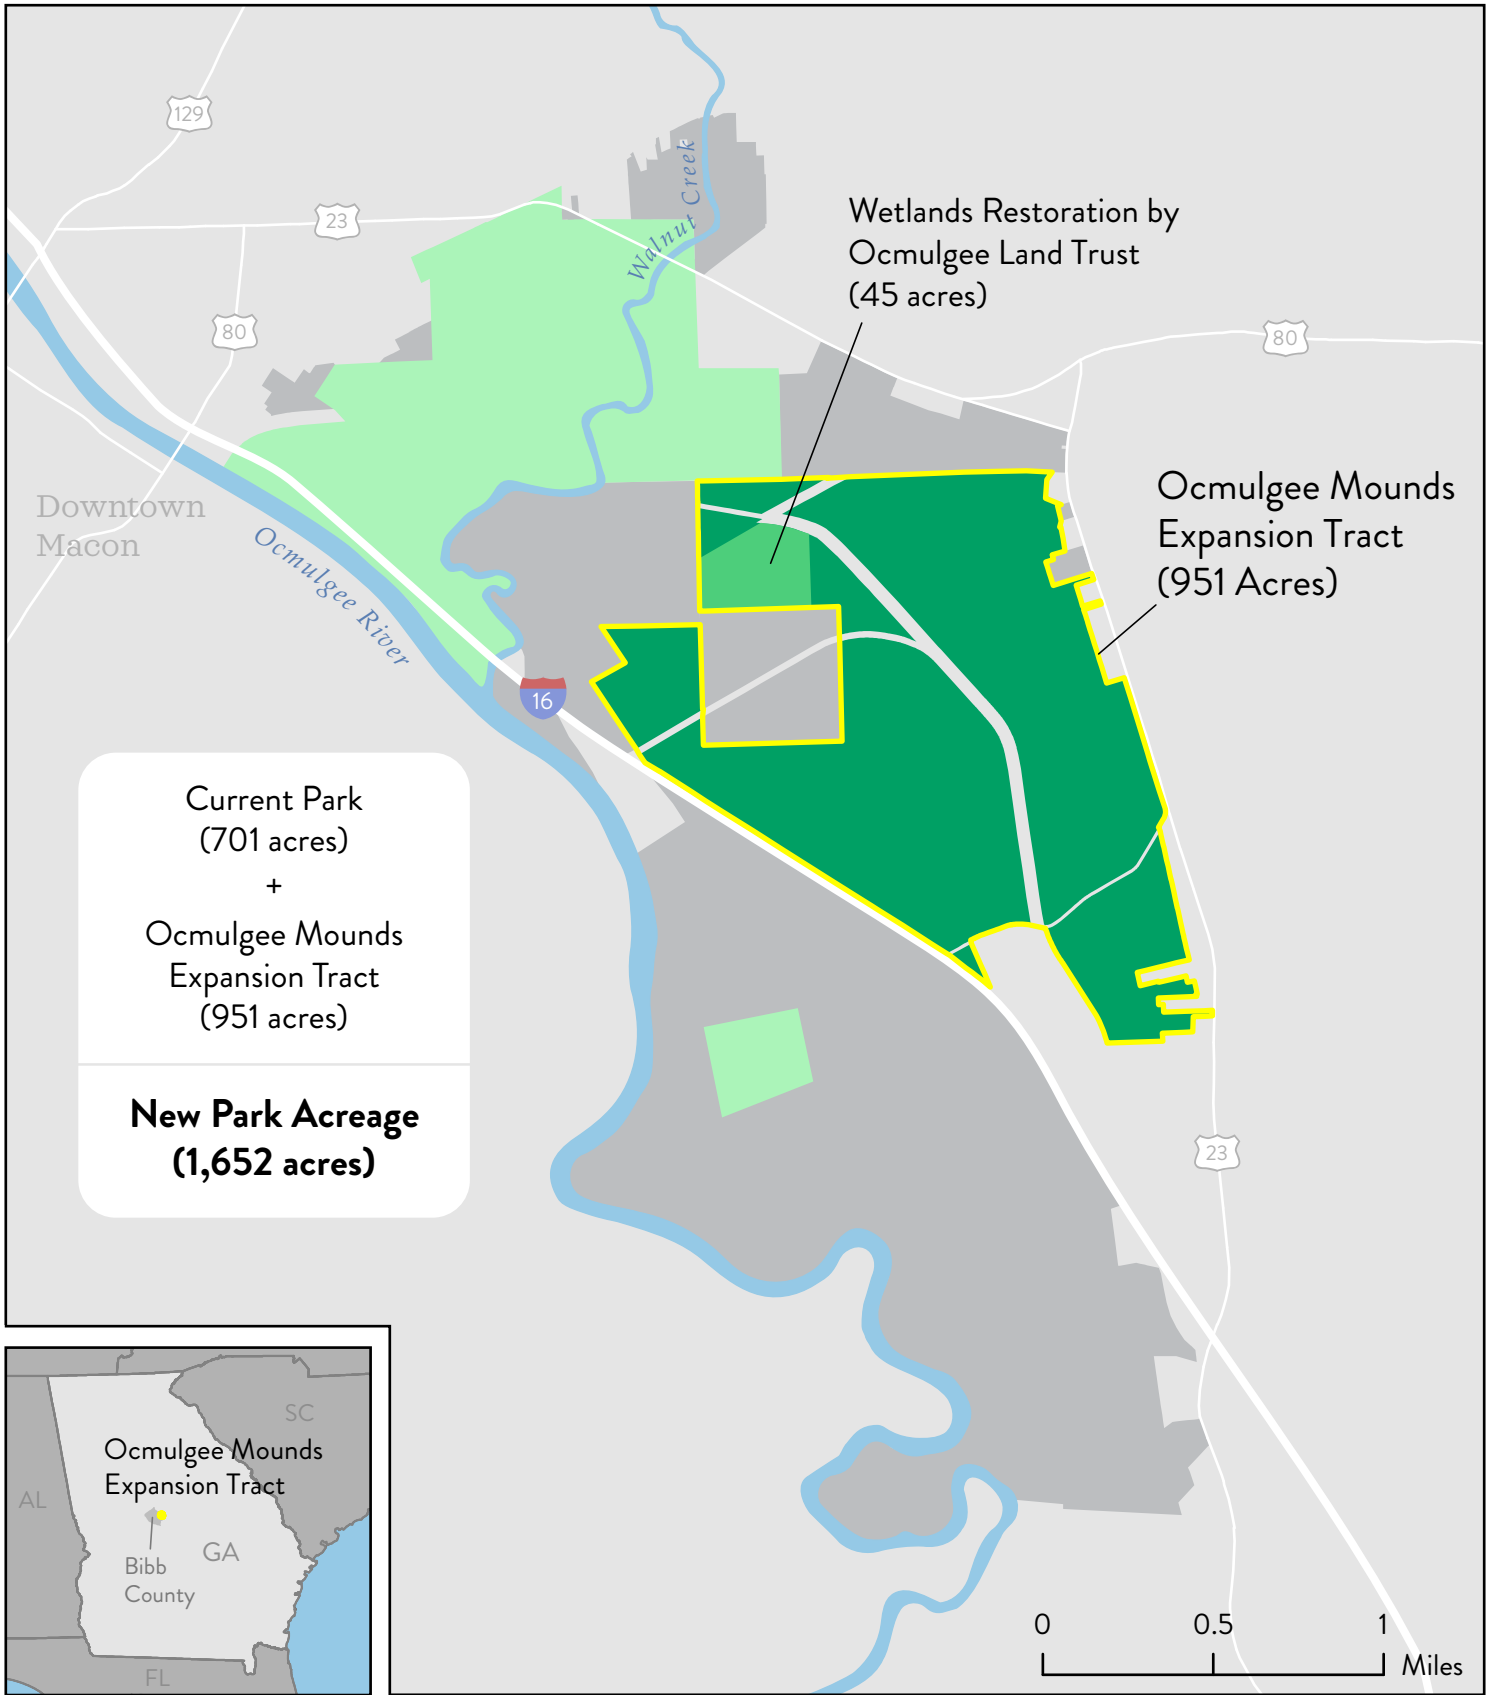 129
23
Walnut Creek
Wetlands Restoration by
Ocmulgee Land Trust
(45 acres)
80
80
Ocmulgee Mounds
Expansion Tract
(951 Acres)
Downtown
Macon
Ocmulgee River
16
Current Park
(701 acres)
+
Ocmulgee Mounds
Expansion Tract
(951 acres)
New Park Acreage
(1,652 acres)
23
SC
Ocmulgee Mounds
Expansion Tract
AL
GA
Bibb
County
FL
0 0.5 1
Miles